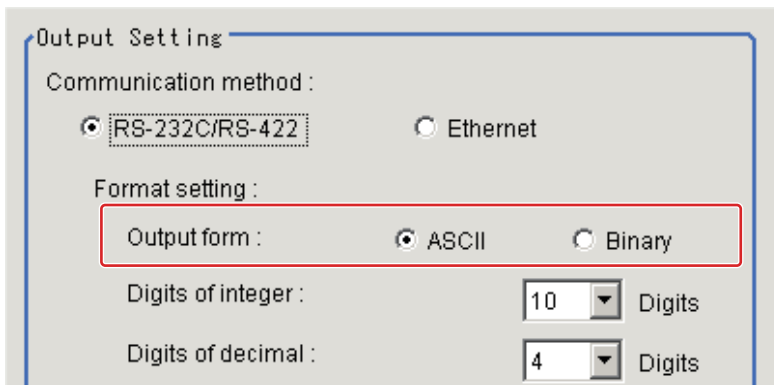 Output Setting
Communication method :
RS-232C/RS-422 Ethernet
Format setting :
Output form : ASCII Binary
Digits of integer : 10 Digits
Digits of decimal : 4 Digits